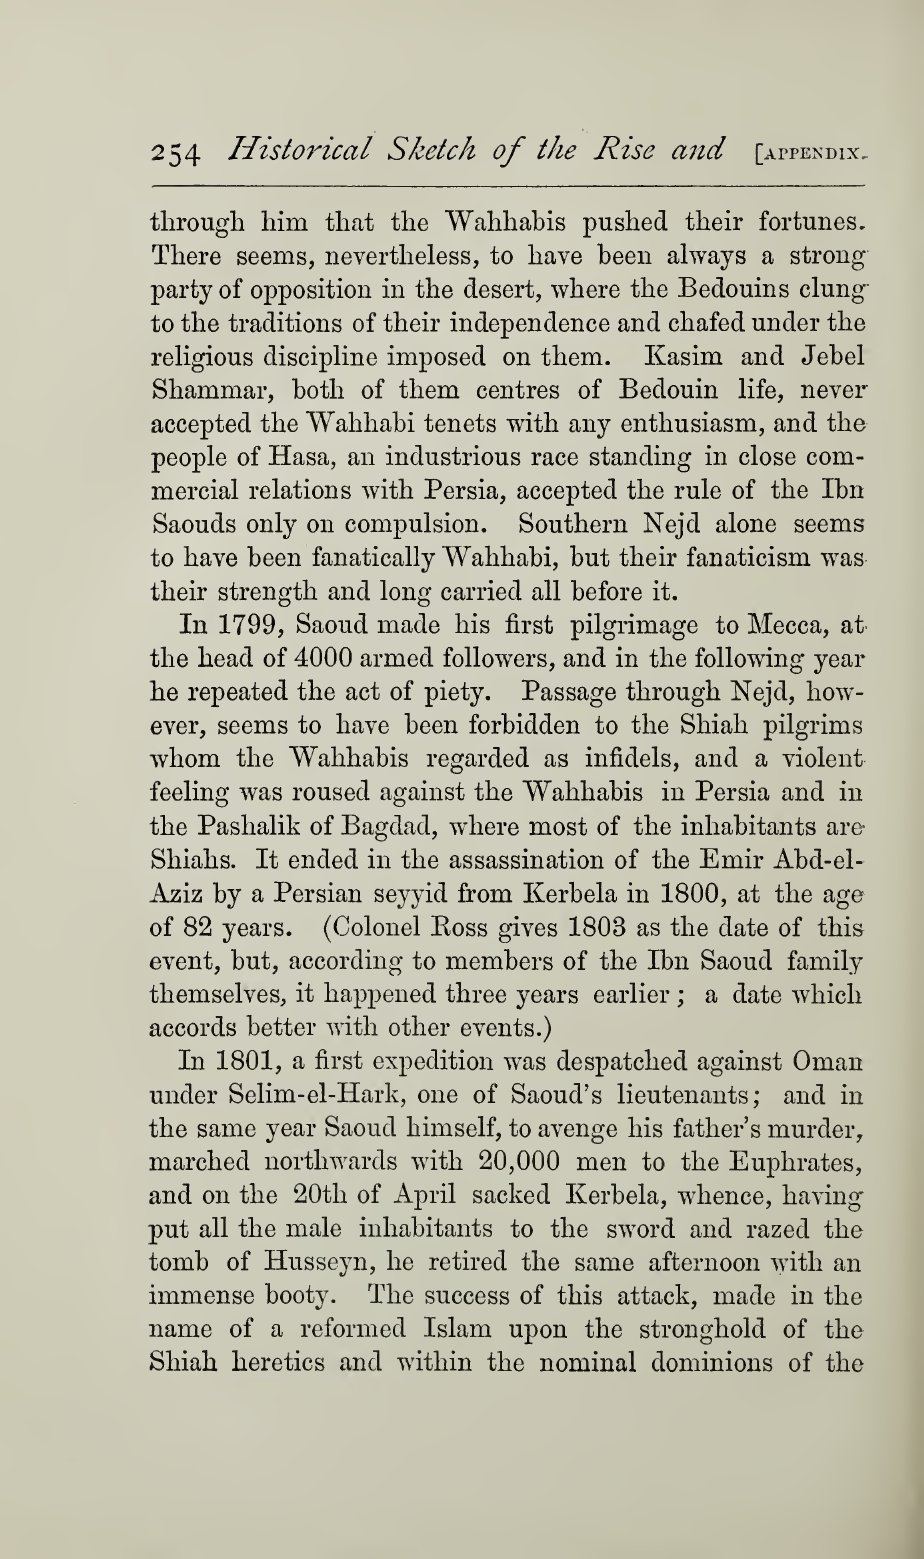 254 Historical Sketch of the Rise and [APPENDIX.
through him that the Wahhabis pushed their fortunes.
There seems, nevertheless, to have been always a strong
party of opposition in the desert, where the Bedouins clung
to the traditions of their independence and chafed under the
religious discipline imposed on them. Kasim and Jebel
Shammar, both of them centres of Bedouin life, never
accepted the Wahhabi tenets with any enthusiasm, and the
people of Hasa, an industrious race standing in close com-
mercial relations with Persia, accepted the rule of the Ibn
Saouds only on compulsion. Southern Nejd alone seems
to have been fanatically Wahhabi, but their fanaticism was
their strength and long carried all before it.
In 1799, Saoud made his first pilgrimage to Mecca, at
the head of 4000 armed followers, and in the following year
he repeated the act of piety. Passage through Nejd, how-
ever, seems to have been forbidden to the Shiah pilgrims
whom the Wahhabis regarded as infidels, and a violent
feeling was roused against the Wahhabis in Persia and in
the Pashalik of Bagdad, where most of the inhabitants are
Shiahs. It ended in the assassination of the Emir Abd-el-
Aziz by a Persian seyyid from Kerbela in 1800, at the age
of 82 years. (Colonel Ross gives 1803 as the date of this
event, but, according to members of the Ibn Saoud family
themselves, it happened three years earlier ; a date which
accords better with other events.)
In 1801, a first expedition was despatched against Oman
under Selim-el-Hark, one of Saoud's lieutenants; and in
the same year Saoud himself, to avenge his father's murder,
marched northwards with 20,000 men to the Euphrates,
and on the 20th of April sacked Kerbela, whence, having
put all the male inhabitants to the sword and razed the
tomb of Husseyn, he retired the same afternoon with an
immense booty. The success of this attack, made in the
name of a reformed Islam upon the stronghold of the
Shiah heretics and within the nominal dominions of the